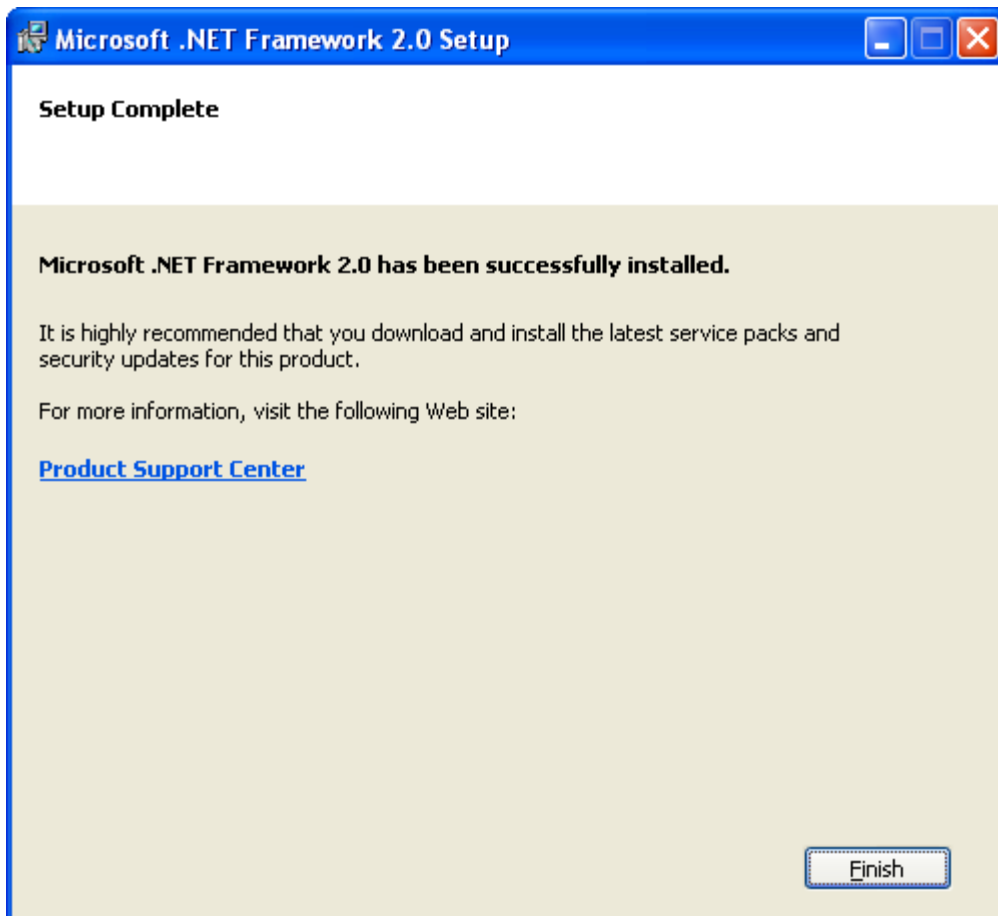 Microsoft .NET Framework 2.0 Setup
Setup Complete
Microsoft .NET Framework 2.0 has been successfully installed.
It is highly recommended that you download and install the latest service packs and
security updates for this product.
For more information, visit the following Web site:
Product Support Center
Finish